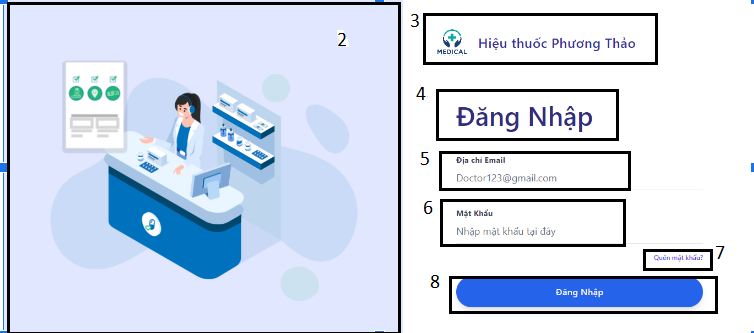 2
3
MEDICAL
Hiệu thuốc Phương Thảo
4
Đăng Nhập
5
Địa chỉ Email
Doctor123@gmail.com
6
Mật Khẩu
Nhập mật khẩu tại đây
7
Quên mật khẩu?
8
Đăng Nhập